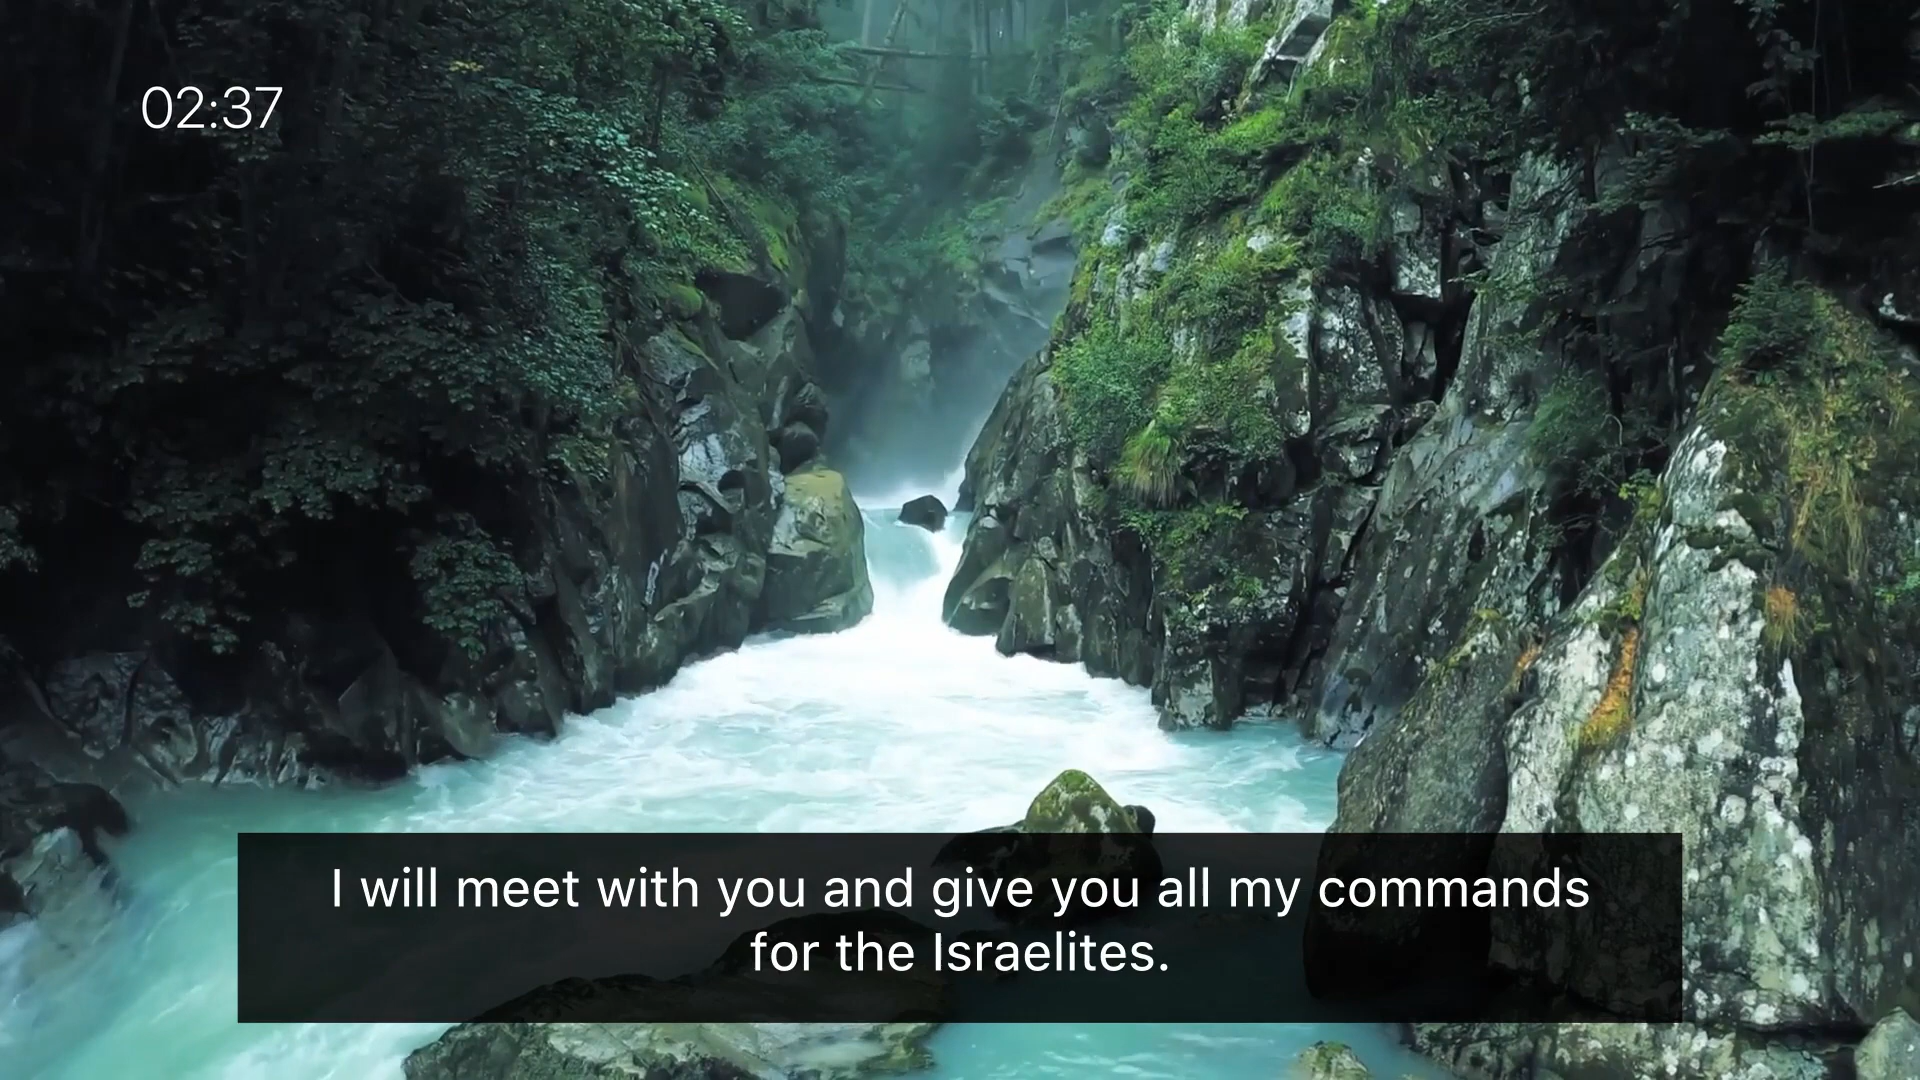 02:37
I will meet with you and give you all my commands
for the Israelites.